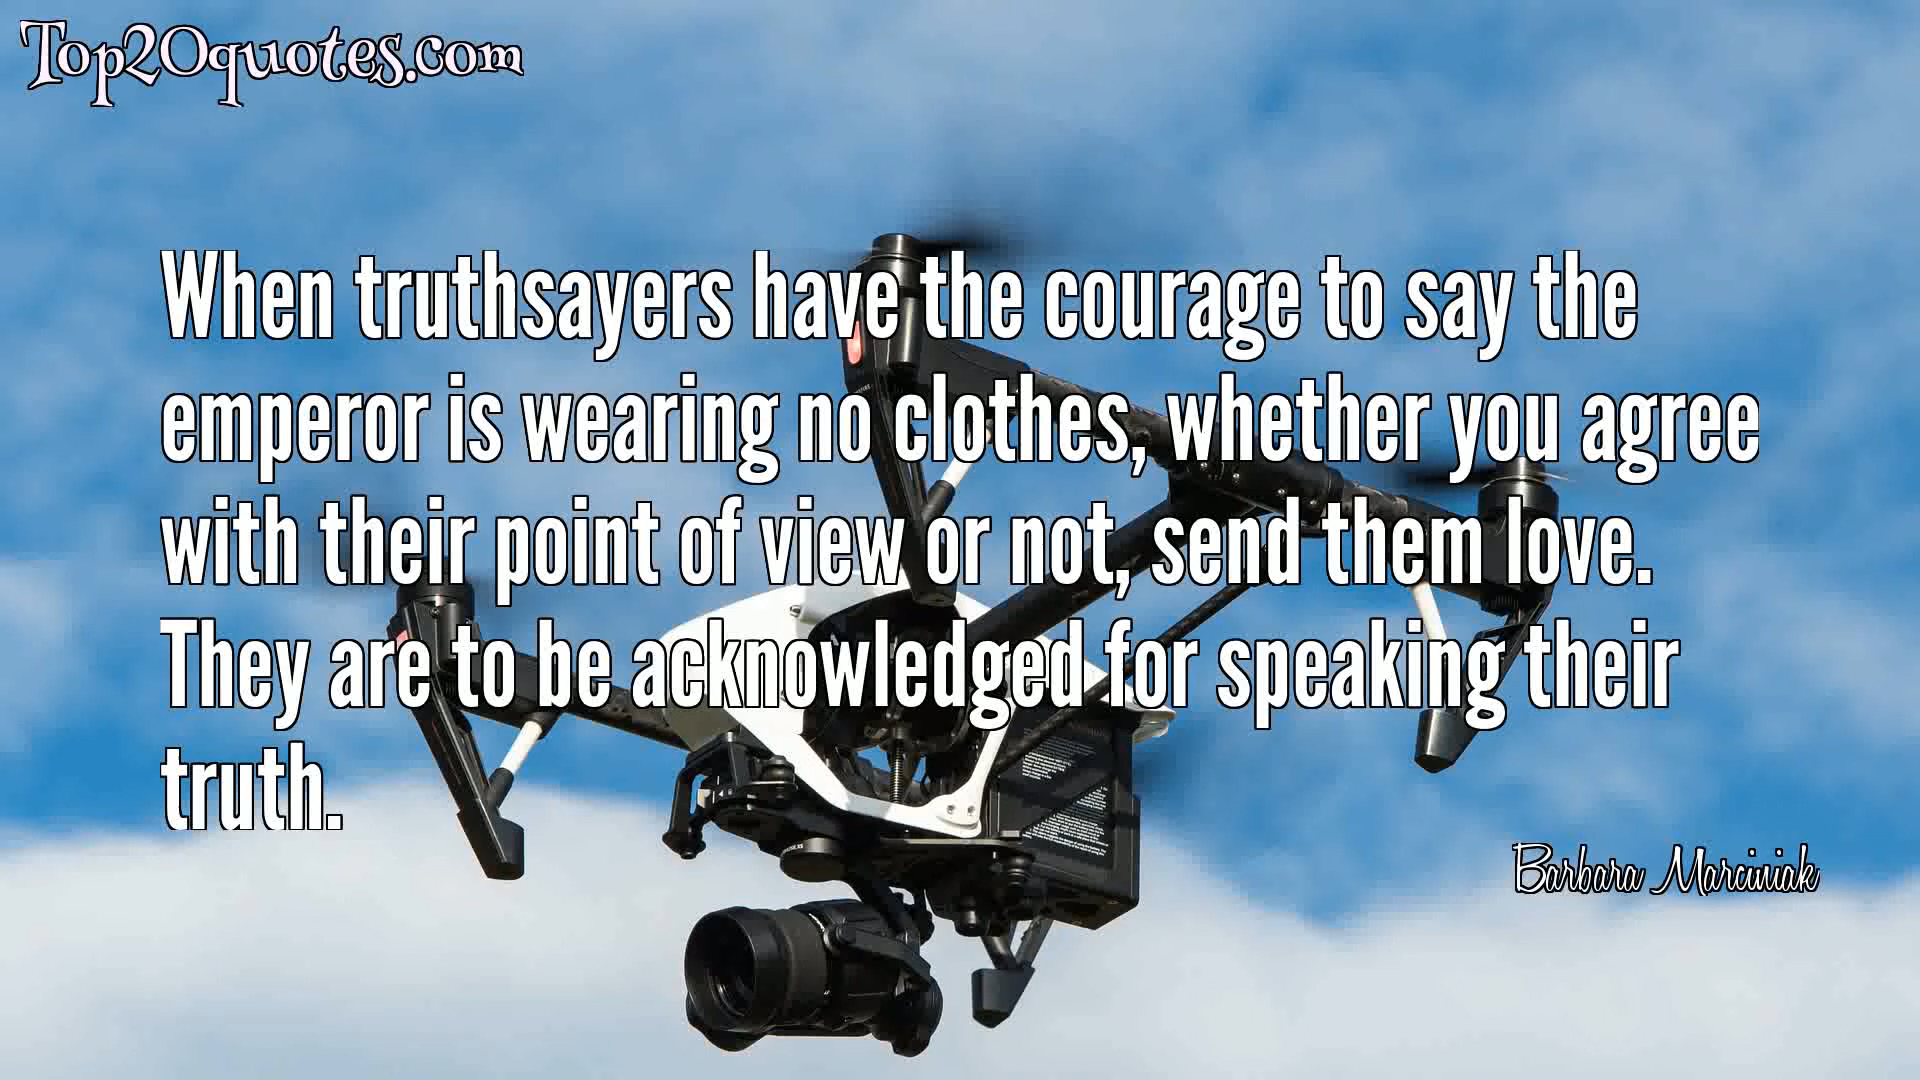 Top20quotes.com
When truthsayers have the courage to say the
emperor is wearing no clothes, whether you agree
with their point of view or not, send them love.
They are to be acknowledged for speaking their
truth.
Barbara Marciniak